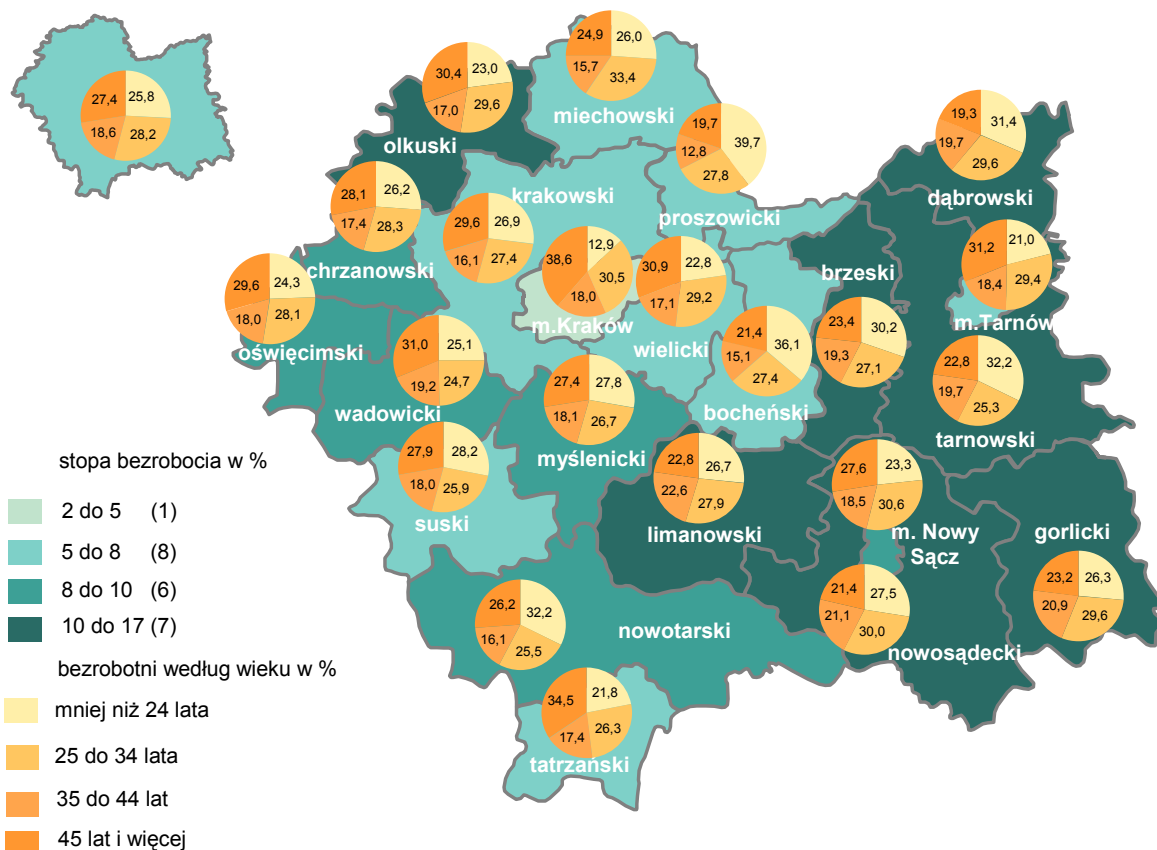 27,4
25,8
18,6
28,2
24,9
26,0
15,7
33,4
miechowski
30,4
23,0
17,0
29,6
olkuski
19,7
39,7
12,8
27,8
proszowicki
19,3
31,4
19,7
29,6
dąbrowski
28,1
26,2
17,4
28,3
chrzanowski
krakowski
29,6
26,9
16,1
27,4
38,6
12,9
18,0
30,5
m.Kraków
30,9
22,8
17,1
29,2
wielicki
31,2
21,0
18,4
29,4
m.Tarnów
29,6
24,3
18,0
28,1
oświęcimski
brzeski
23,4
30,2
19,3
27,1
21,4
36,1
15,1
27,4
bocheński
31,0
25,1
19,2
24,7
wadowicki
27,4
27,8
18,1
26,7
myślenicki
22,8
32,2
19,7
25,3
tarnowski
27,9
28,2
18,0
25,9
suski
22,8
26,7
22,6
27,9
limanowski
27,6
23,3
18,5
30,6
m. Nowy
Sącz
gorlicki
23,2
26,3
20,9
29,6
21,4
27,5
21,1
30,0
nowosądecki
26,2
32,2
16,1
25,5
nowotarski
34,5
21,8
17,4
26,3
tatrzański
stopa bezrobocia w %
2 do 5 (1)
5 do 8 (8)
8 do 10 (6)
10 do 17 (7)
bezrobotni według wieku w %
mniej niż 24 lata
25 do 34 lata
35 do 44 lat
45 lat i więcej